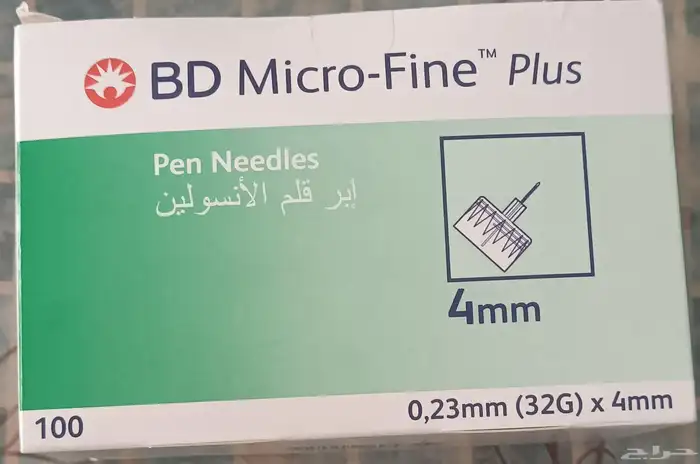 BD Micro-Fine™ Plus
Pen Needles
إبر قلم الأنسولين
4mm
0,23mm (32G) x 4mm
100
حراج